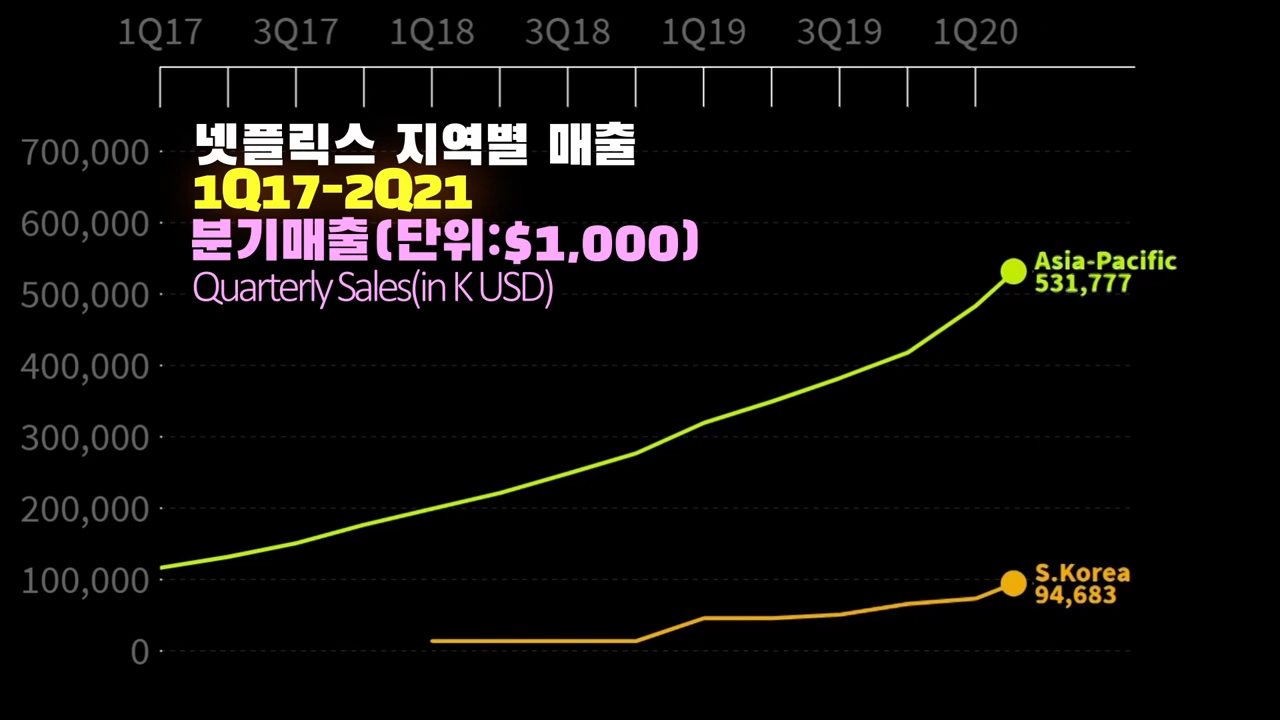 1Q17 3Q17 1Q18 3Q18 1Q19 3Q19 1Q20
넷플릭스 지역별 매출
1Q17-2Q21
분기매출(단위:$1,000)
Quarterly Sales(in K USD)
700,000
600,000
500,000
400,000
300,000
200,000
100,000
0
Asia-Pacific
531,777
S.Korea
94,683